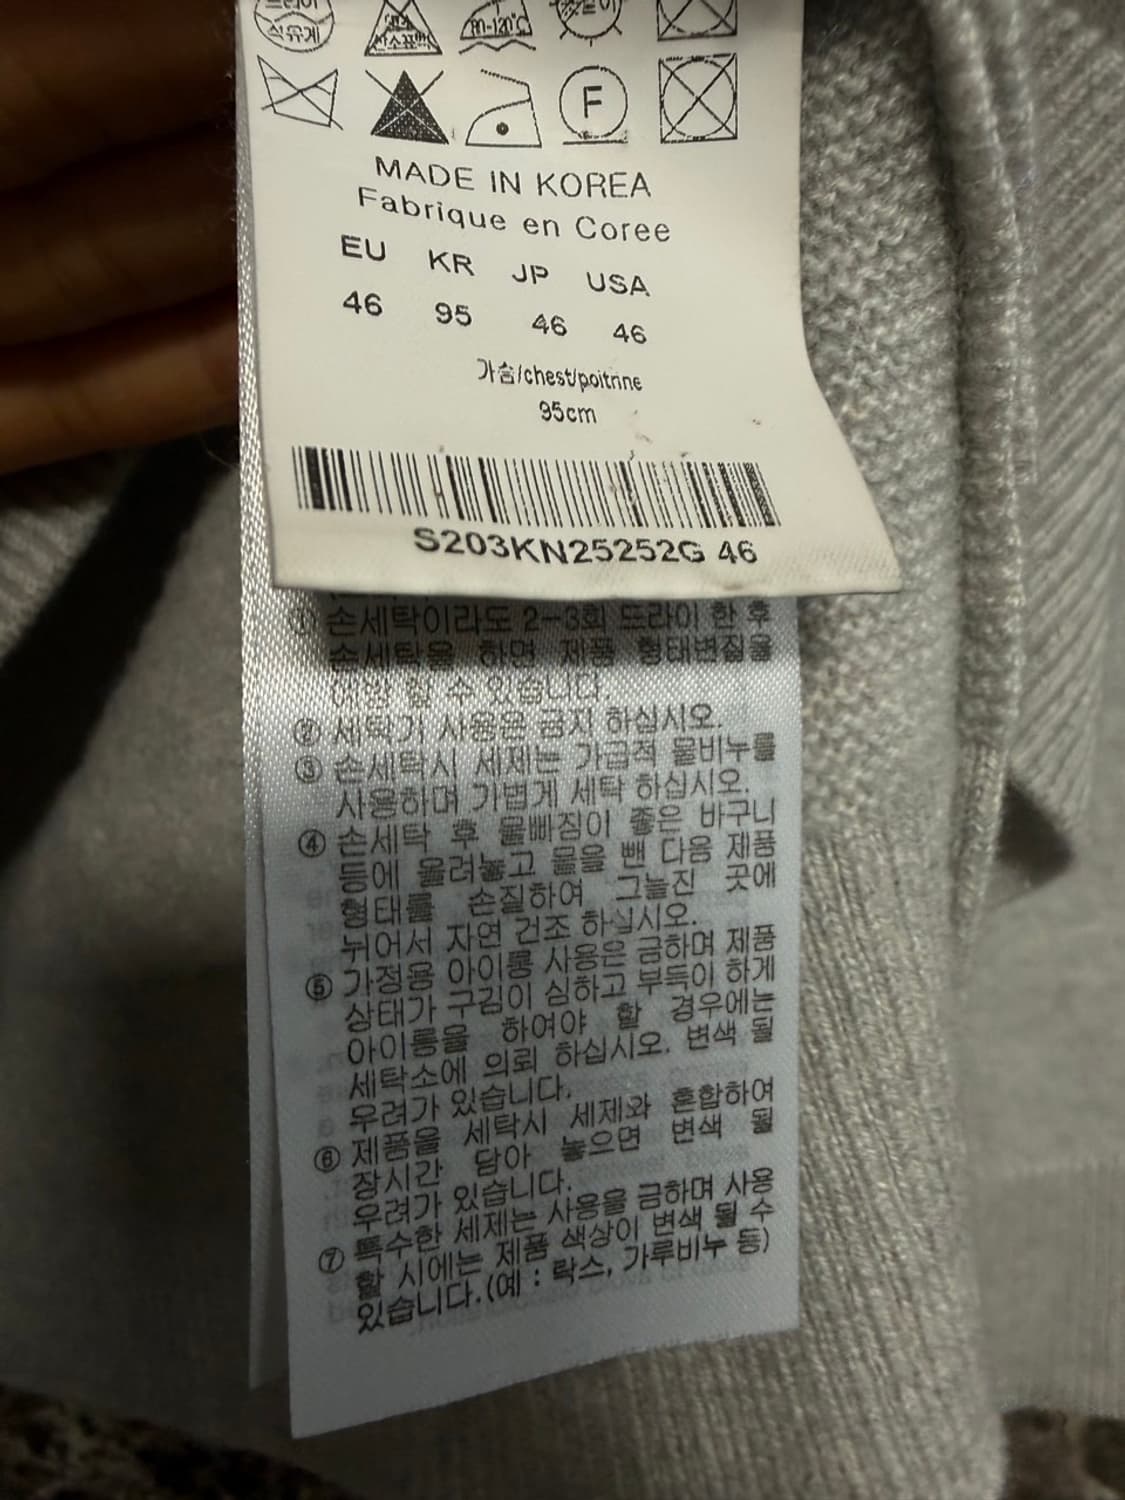 드라이
석유계
염소
산소표백
80~120℃
F
MADE IN KOREA
Fabrique en Coree
EU KR JP USA
46 95 46 46
가슴/chest/poitrine
95cm
S203KN25252G 46
① 손세탁이라도 2-3회 드라이 한 후
손세탁을 하면 제품 형태변질을
예방 할 수 있습니다.
② 세탁기 사용은 금지 하십시오.
③ 손세탁시 세제는 가급적 물비누를
사용하며 가볍게 세탁 하십시오.
④ 손세탁 후 물빠짐이 좋은 바구니
등에 올려놓고 물을 뺀 다음 제품
형태를 손질하여 그늘진 곳에
뉘어서 자연 건조 하십시오.
⑤ 가정용 아이롱 사용은 금하며 제품
상태가 구김이 심하고 부득이 하게
아이롱을 하여야 할 경우에는
세탁소에 의뢰 하십시오. 변색 될
우려가 있습니다.
⑥ 제품을 세탁시 세제와 혼합하여
장시간 담아 놓으면 변색 될
우려가 있습니다.
⑦ 특수한 세제는 사용을 금하며 사용
할 시에는 제품 색상이 변색 될 수
있습니다.(예 : 락스, 가루비누 등)